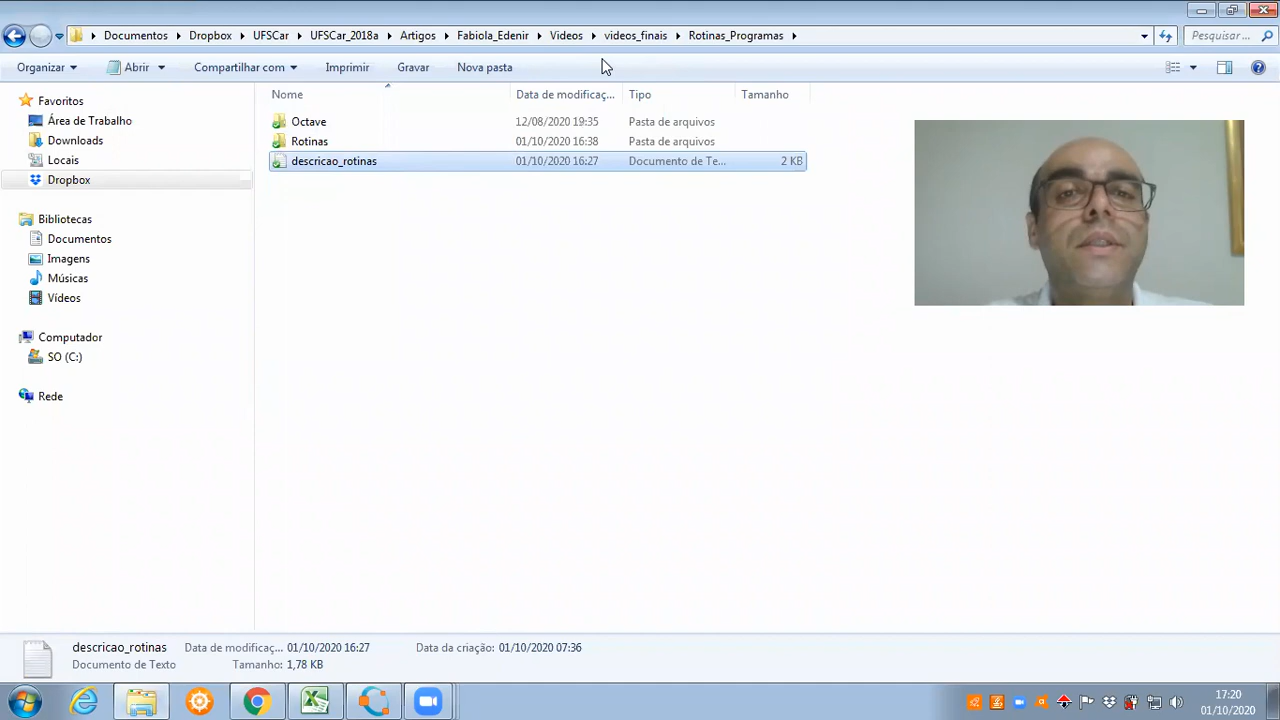 Documentos Dropbox UFSCar UFSCar_2018a Artigos Fabiola_Edenir Videos videos_finais Rotinas_Programas Pesquisar ...
Organizar Abrir Compartilhar com Imprimir Gravar Nova pasta
Favoritos
Área de Trabalho
Downloads
Locais
Dropbox
Bibliotecas
Documentos
Imagens
Músicas
Vídeos
Computador
SO (C:)
Rede
Nome Data de modificaç... Tipo Tamanho
Octave 12/08/2020 19:35 Pasta de arquivos
Rotinas 01/10/2020 16:38 Pasta de arquivos
descricao_rotinas 01/10/2020 16:27 Documento de Te... 2 KB
descricao_rotinas Data de modificaç... 01/10/2020 16:27 Data da criação: 01/10/2020 07:36
Documento de Texto Tamanho: 1,78 KB
17:20
01/10/2020